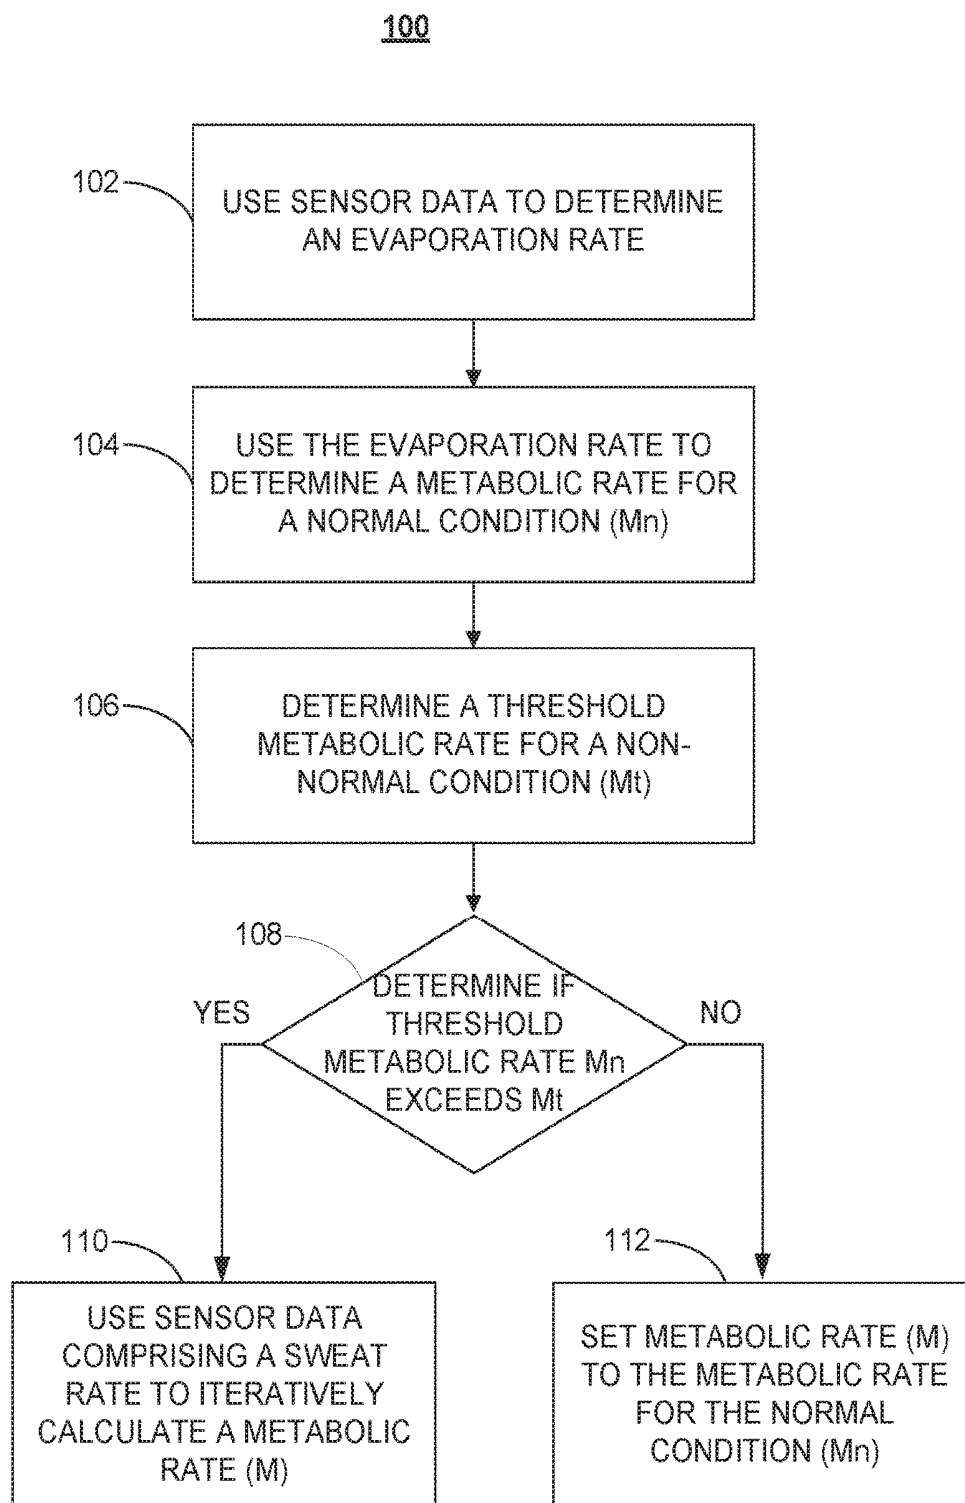 100
102
USE SENSOR DATA TO DETERMINE
AN EVAPORATION RATE
104
USE THE EVAPORATION RATE TO
DETERMINE A METABOLIC RATE FOR
A NORMAL CONDITION (Mn)
106
DETERMINE A THRESHOLD
METABOLIC RATE FOR A NON-
NORMAL CONDITION (Mt)
108
DETERMINE IF
THRESHOLD
METABOLIC RATE Mn
EXCEEDS Mt
YES
NO
110
USE SENSOR DATA
COMPRISING A SWEAT
RATE TO ITERATIVELY
CALCULATE A METABOLIC
RATE (M)
112
SET METABOLIC RATE (M)
TO THE METABOLIC RATE
FOR THE NORMAL
CONDITION (Mn)